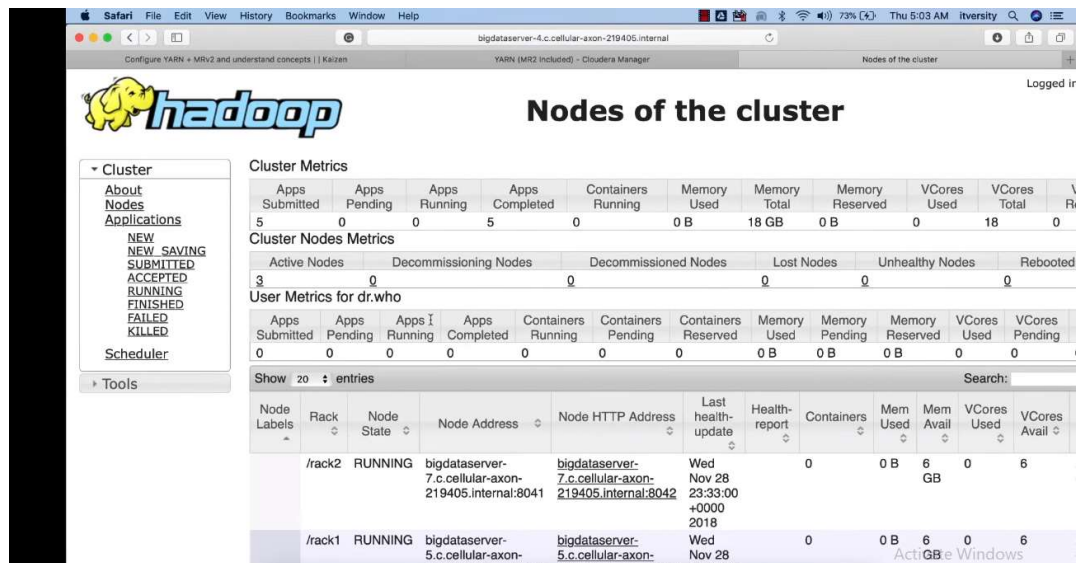 Safari File Edit View History Bookmarks Window Help 73% Thu 5:03 AM itversity
bigdataserver-4.c.cellular-axon-219405.internal
Configure YARN + MRv2 and understand concepts | | Kaizen YARN (MR2 Included) - Cloudera Manager Nodes of the cluster
Logged in
hadoop
Nodes of the cluster
Cluster
About
Nodes
Applications
NEW
NEW_SAVING
SUBMITTED
ACCEPTED
RUNNING
FINISHED
FAILED
KILLED
Scheduler
Tools
Cluster Metrics
Apps Submitted Apps Pending Apps Running Apps Completed Containers Running Memory Used Memory Total Memory Reserved VCores Used VCores Total
5 0 0 5 0 0 B 18 GB 0 B 0 18 0
Cluster Nodes Metrics
Active Nodes Decommissioning Nodes Decommissioned Nodes Lost Nodes Unhealthy Nodes Rebooted
3 0 0 0 0 0
User Metrics for dr.who
Apps Submitted Apps Pending Apps Running Apps Completed Containers Running Containers Pending Containers Reserved Memory Used Memory Pending Memory Reserved VCores Used VCores Pending
0 0 0 0 0 0 0 0 B 0 B 0 B 0 0
Show 20 entries Search:
Node Labels Rack Node State Node Address Node HTTP Address Last health-update Health-report Containers Mem Used Mem Avail VCores Used VCores Avail
/rack2 RUNNING bigdataserver- bigdataserver- Wed 0 0 B 6 0 6
7.c.cellular-axon- 7.c.cellular-axon- Nov 28 GB
219405.internal:8041 219405.internal:8042 23:33:00
+0000
2018
/rack1 RUNNING bigdataserver- bigdataserver- Wed 0 0 B 6 0 6
5.c.cellular-axon- 5.c.cellular-axon- Nov 28 GB
Activate Windows